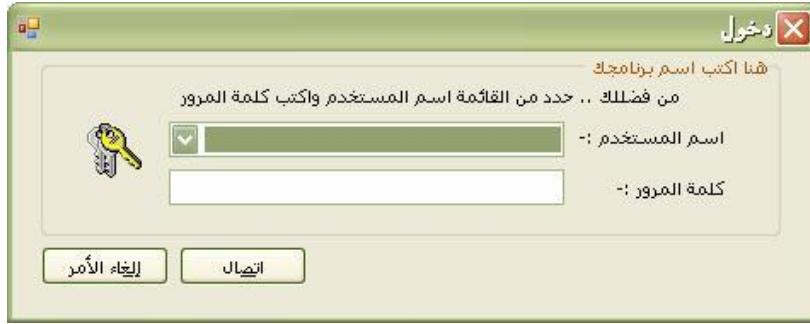 دخول
هنا اكتب اسم برنامجك
من فضلك .. حدد من القائمة اسم المستخدم واكتب كلمة المرور
اسم المستخدم :-
كلمة المرور :-
اتصال
إلغاء الأمر